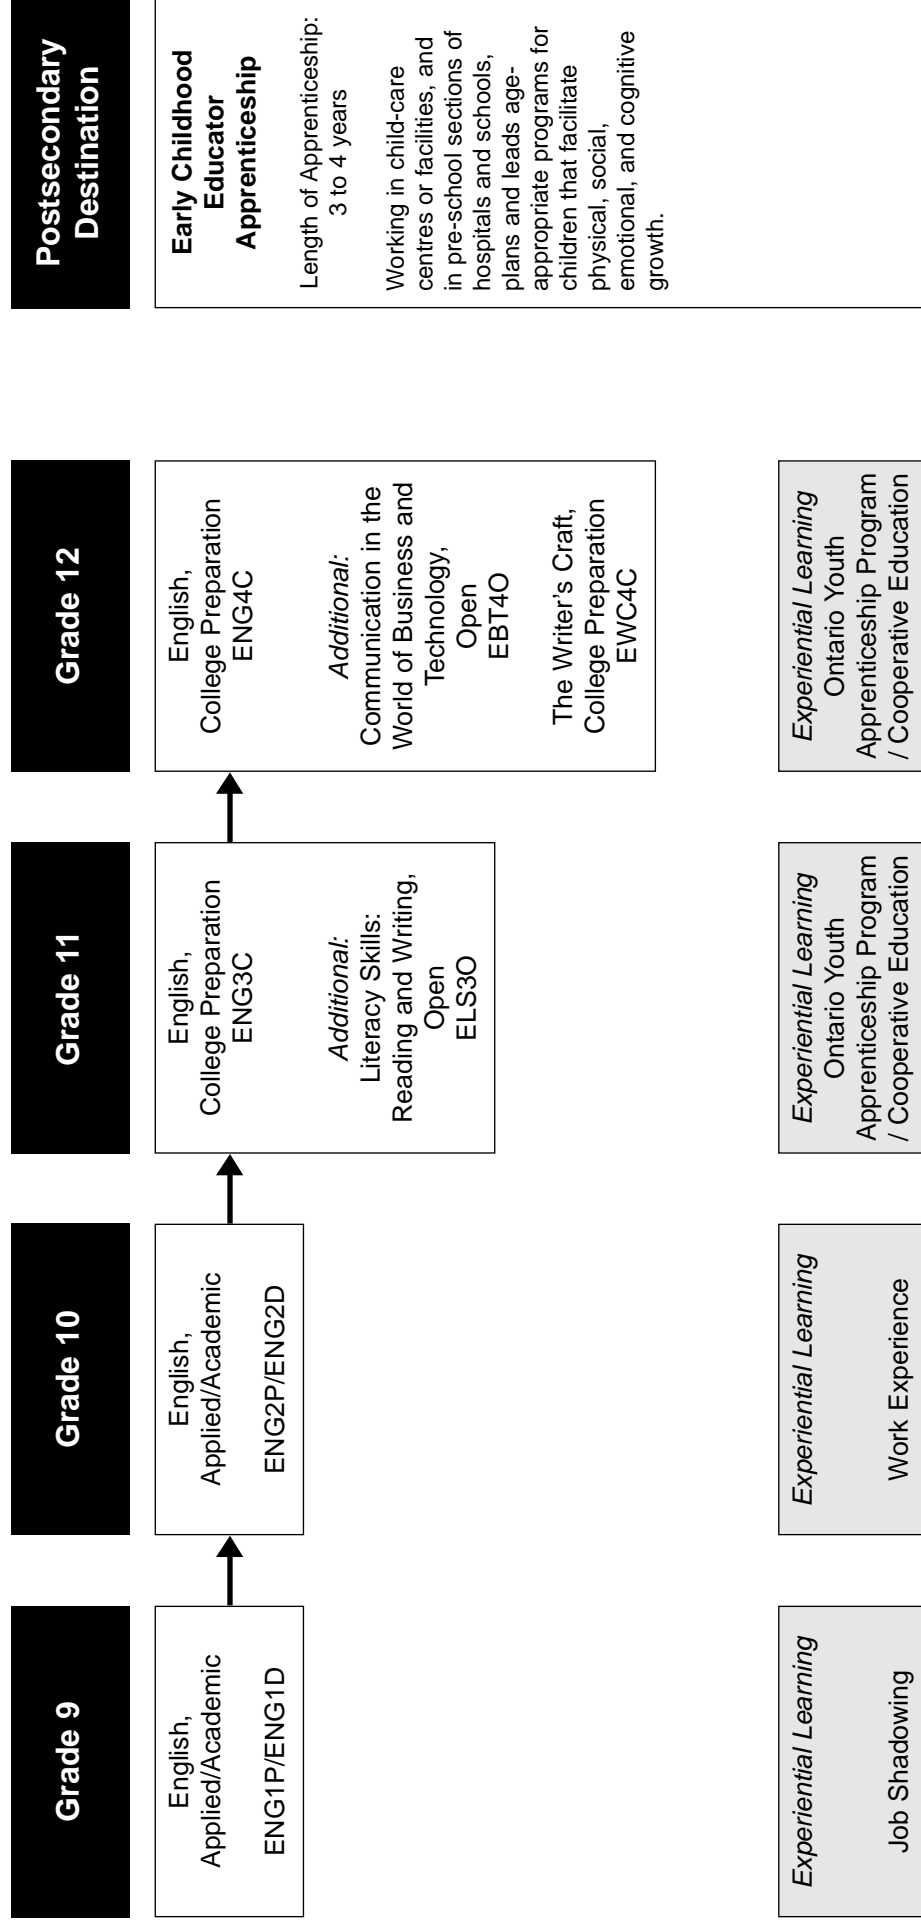 Grade 9
English,
Applied/Academic
ENG1P/ENG1D
Experiential Learning
Job Shadowing
Grade 10
English,
Applied/Academic
ENG2P/ENG2D
Experiential Learning
Work Experience
Grade 11
English,
College Preparation
ENG3C
Additional:
Literacy Skills:
Reading and Writing,
Open
ELS3O
Experiential Learning
Ontario Youth
Apprenticeship Program
/ Cooperative Education
Grade 12
English,
College Preparation
ENG4C
Additional:
Communication in the
World of Business and
Technology,
Open
EBT4O
The Writer's Craft,
College Preparation
EWC4C
Experiential Learning
Ontario Youth
Apprenticeship Program
/ Cooperative Education
Postsecondary
Destination
Early Childhood
Educator
Apprenticeship
Length of Apprenticeship:
3 to 4 years
Working in child-care
centres or facilities, and
in pre-school sections of
hospitals and schools,
plans and leads age-
appropriate programs for
children that facilitate
physical, social,
emotional, and cognitive
growth.